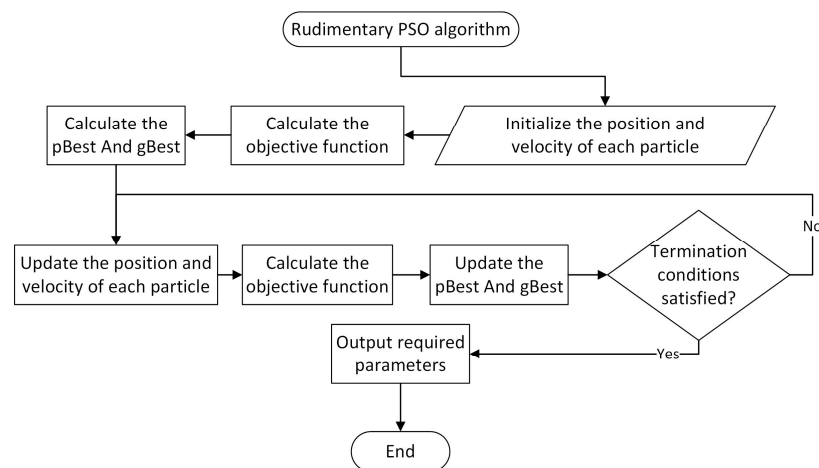 Rudimentary PSO algorithm
Initialize the position and
velocity of each particle
Calculate the
objective function
Calculate the
pBest And gBest
Update the position and
velocity of each particle
Calculate the
objective function
Update the
pBest And gBest
Termination
conditions
satisfied?
No
Yes
Output required
parameters
End